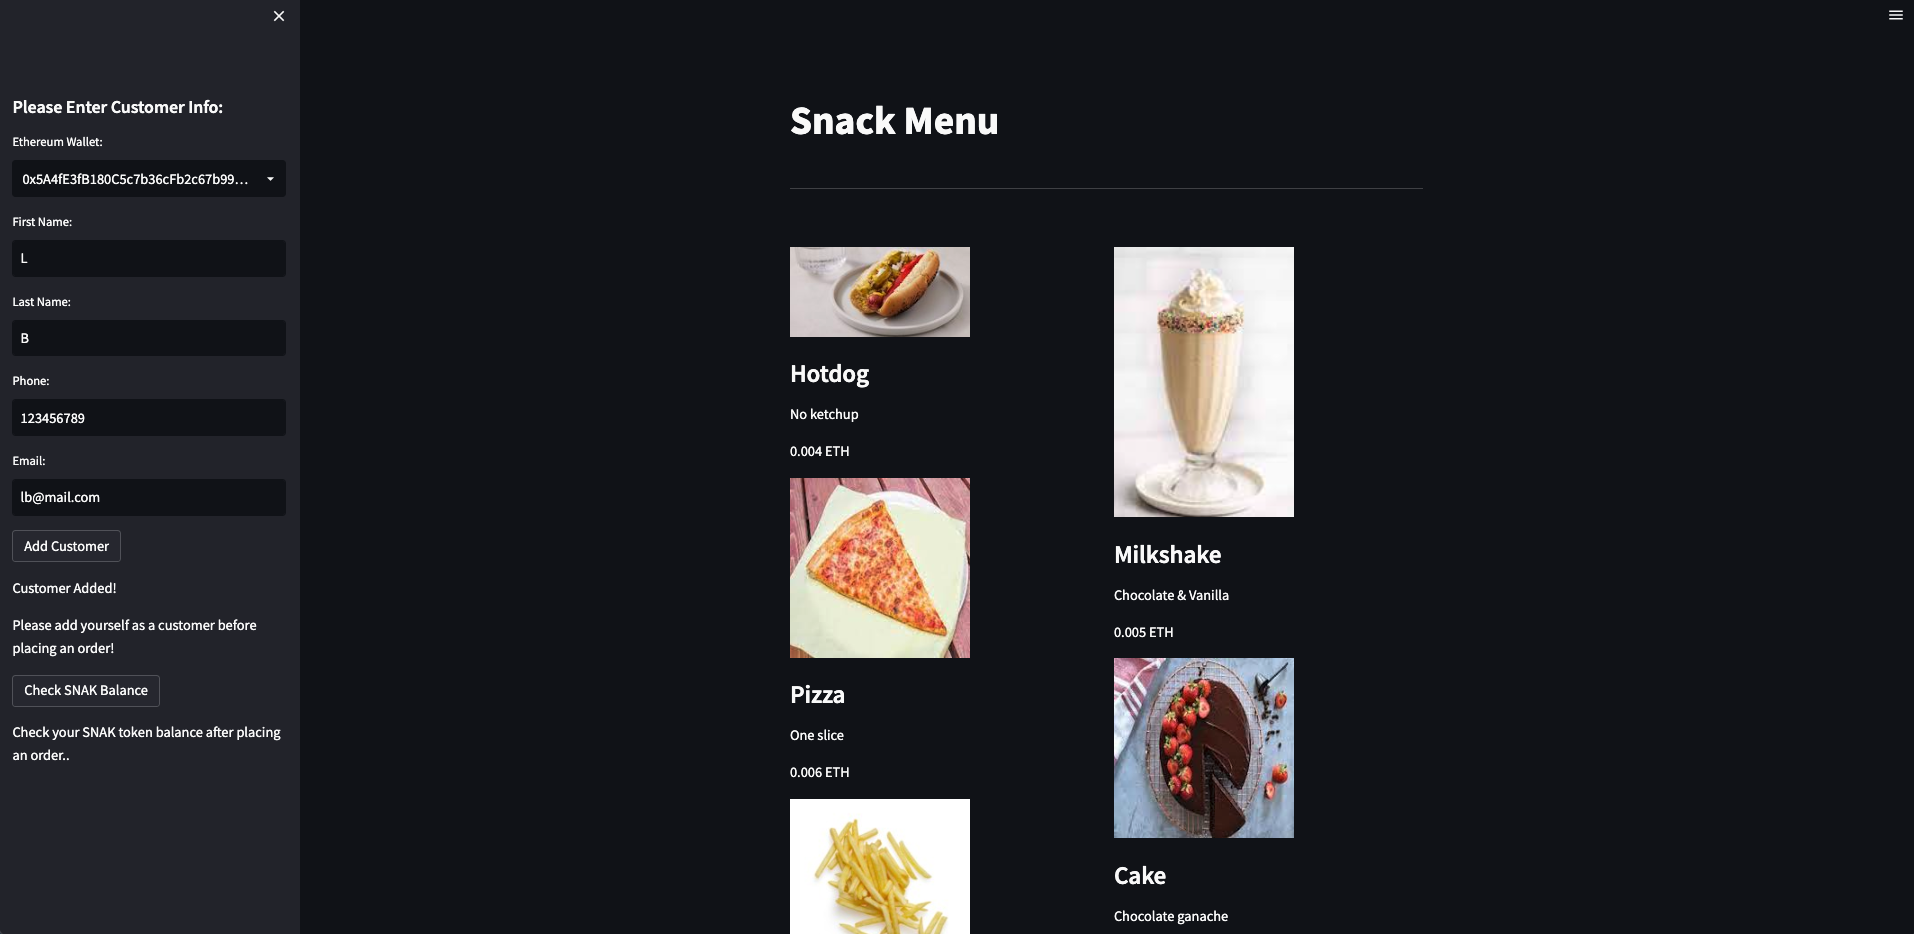 Please Enter Customer Info:
Ethereum Wallet:
0x5A4fE3fB180C5c7b36cFb2c67b99...
First Name:
L
Last Name:
B
Phone:
123456789
Email:
lb@mail.com
Add Customer
Customer Added!
Please add yourself as a customer before
placing an order!
Check SNAK Balance
Check your SNAK token balance after placing
an order..
Snack Menu
Hotdog
No ketchup
0.004 ETH
Pizza
One slice
0.006 ETH
Milkshake
Chocolate & Vanilla
0.005 ETH
Cake
Chocolate ganache